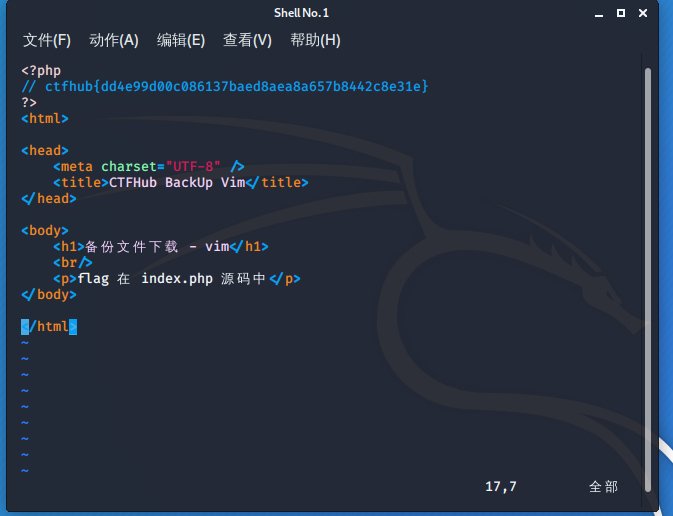 Shell No. 1
文件(F) 动作(A) 编辑(E) 查看(V) 帮助(H)
<?php
// ctfhub{dd4e99d00c086137baed8aea8a657b8442c8e31e}
?>
<html>
<head>
    <meta charset="UTF-8" />
    <title>CTFHub BackUp Vim</title>
</head>
<body>
    <h1>备份文件下载 - vim</h1>
    <br/>
    <p>flag 在 index.php 源码中</p>
</body>
</html>
~
~
~
~
~
~
~
~
~
17,7 全部